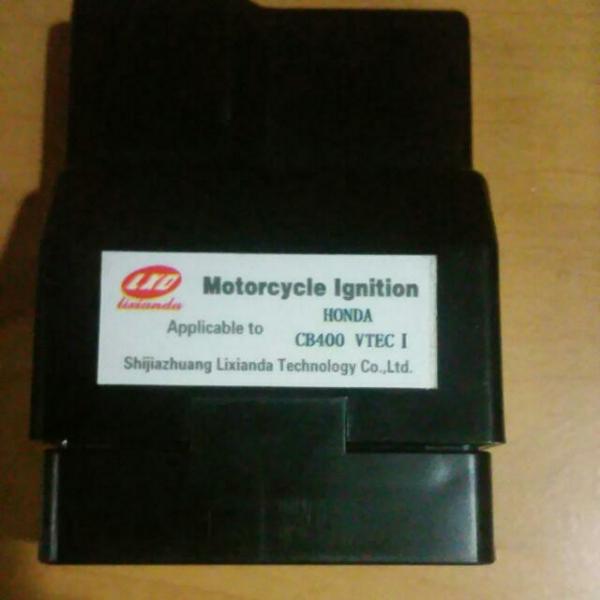 LXD
lixianda
Motorcycle Ignition
Applicable to
HONDA
CB400 VTEC I
Shijiazhuang Lixianda Technology Co.,Ltd.